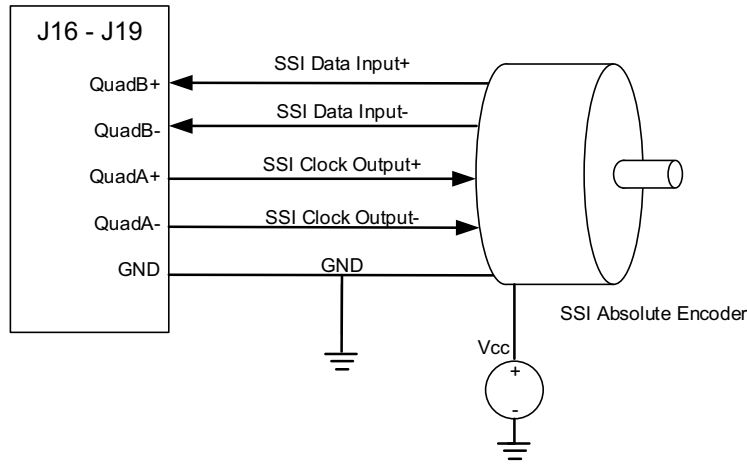 J16 - J19
SSI Data Input+
QuadB+
SSI Data Input-
QuadB-
SSI Clock Output+
QuadA+
SSI Clock Output-
QuadA-
GND
GND
SSI Absolute Encoder
Vcc
+
-